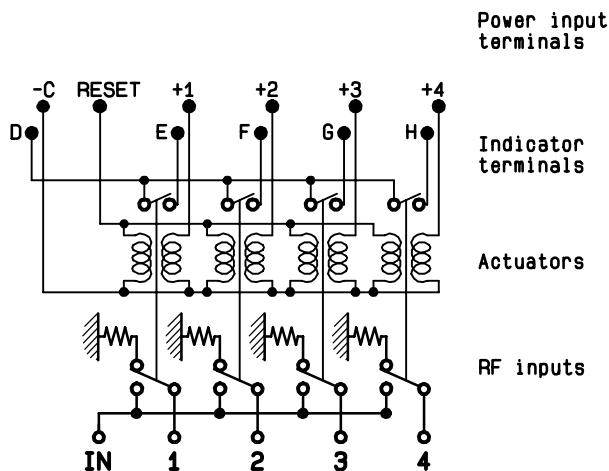 Power input
terminals
-C RESET +1 +2 +3 +4
D E F G H
Indicator
terminals
Actuators
RF inputs
IN 1 2 3 4